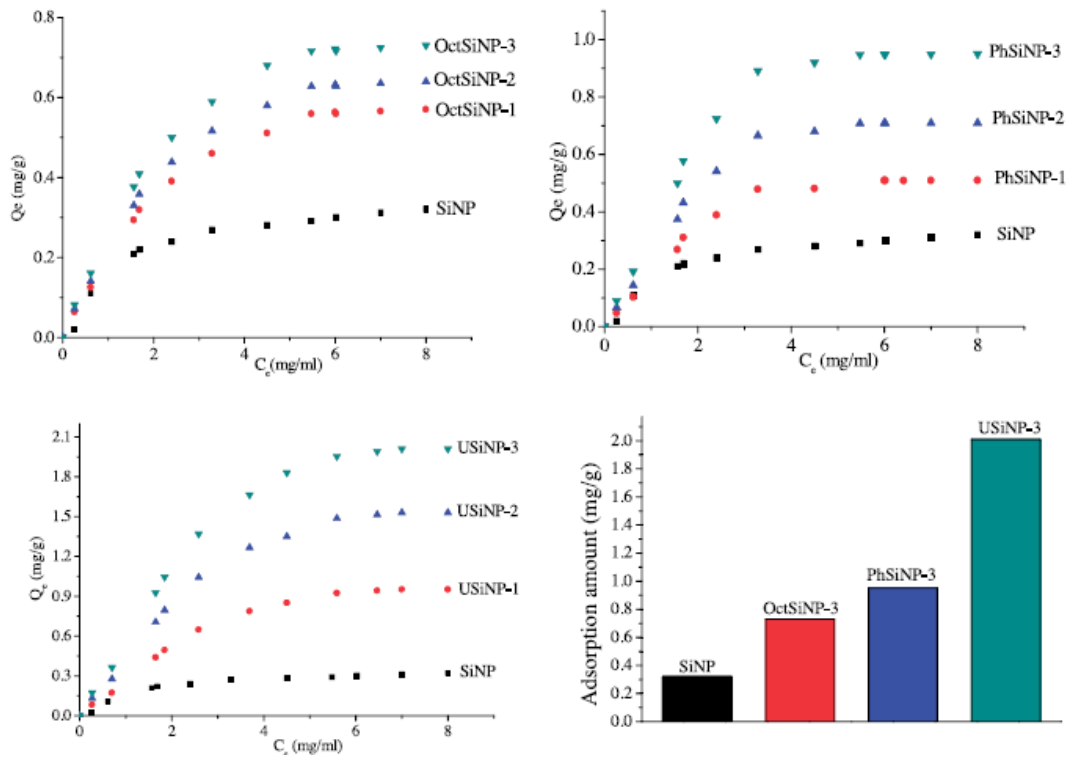 0.8
0.6
0.4
0.2
0.0
Qe (mg/g)
0
2
4
6
8
C_e(mg/ml)
OctSiNP-3
OctSiNP-2
OctSiNP-1
SiNP
1.0
0.8
0.6
0.4
0.2
0.0
Qe (mg/g)
0
2
4
6
8
C_e (mg/ml)
PhSiNP-3
PhSiNP-2
PhSiNP-1
SiNP
2.1
1.8
1.5
1.2
0.9
0.6
0.3
0.0
Q_e (mg/g)
0
2
4
6
8
C_e (mg/ml)
USiNP-3
USiNP-2
USiNP-1
SiNP
2.0
1.8
1.6
1.4
1.2
1.0
0.8
0.6
0.4
0.2
0.0
Adsorption amount (mg/g)
SiNP
OctSiNP-3
PhSiNP-3
USiNP-3